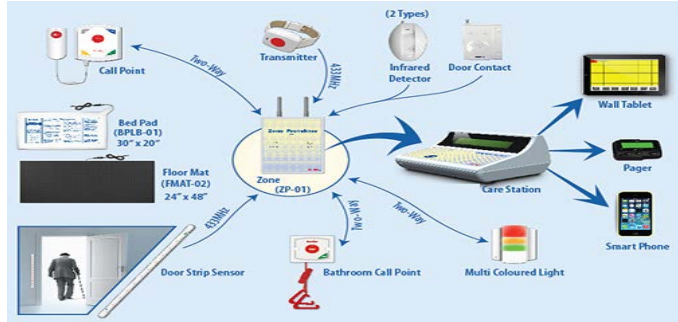 (2 Types)
Call Point
Two-Way
Transmitter
433MHz
Infrared
Detector
Door Contact
Wall Tablet
Bed Pad
(BPLB-01)
30" x 20"
Zone
(ZP-01)
Care Station
Pager
Floor Mat
(FMAT-02)
24" x 48"
433MHz
Two-Way
Two-Way
Smart Phone
Door Strip Sensor
Bathroom Call Point
Multi Coloured Light